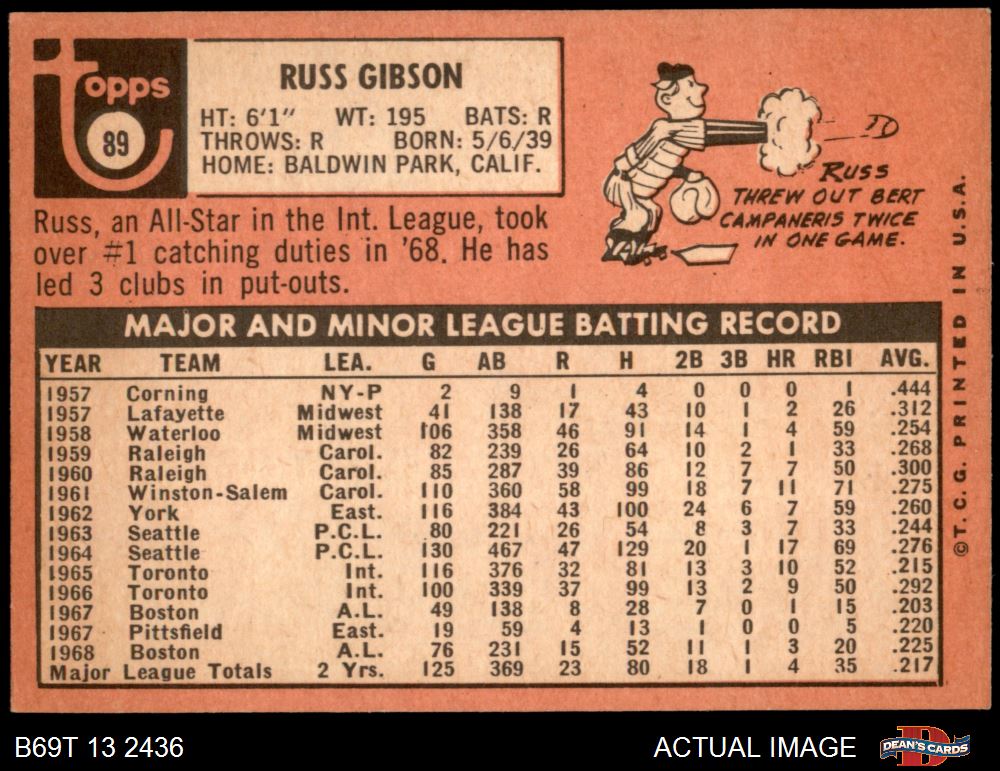 Topps
89
RUSS GIBSON
HT: 6'1" WT: 195 BATS: R
THROWS: R BORN: 5/6/39
HOME: BALDWIN PARK, CALIF.
Russ, an All-Star in the Int. League, took
over #1 catching duties in '68. He has
led 3 clubs in put-outs.
RUSS
THREW OUT BERT
CAMPANERIS TWICE
IN ONE GAME.
MAJOR AND MINOR LEAGUE BATTING RECORD
YEAR TEAM LEA. G AB R H 2B 3B HR RBI AVG.
1957 Corning NY-P 2 9 1 4 0 0 0 1 .444
1957 Lafayette Midwest 41 138 17 43 10 1 2 26 .312
1958 Waterloo Midwest 106 358 46 91 14 1 4 59 .254
1959 Raleigh Carol. 82 239 26 64 10 2 1 33 .268
1960 Raleigh Carol. 85 287 39 86 12 7 7 50 .300
1961 Winston-Salem Carol. 110 360 58 99 18 7 11 71 .275
1962 York East. 116 384 43 100 24 6 7 59 .260
1963 Seattle P.C.L. 80 221 26 54 8 3 7 33 .244
1964 Seattle P.C.L. 130 467 47 129 20 1 17 69 .276
1965 Toronto Int. 116 376 32 81 13 3 10 52 .215
1966 Toronto Int. 100 339 37 99 13 2 9 50 .292
1967 Boston A.L. 49 138 8 28 7 0 1 15 .203
1967 Pittsfield East. 19 59 4 13 1 0 0 5 .220
1968 Boston A.L. 76 231 15 52 11 1 3 20 .225
Major League Totals 2 Yrs. 125 369 23 80 18 1 4 35 .217
©T.C.G. PRINTED IN U.S.A.
B69T 13 2436
ACTUAL IMAGE
DEAN'S CARDS